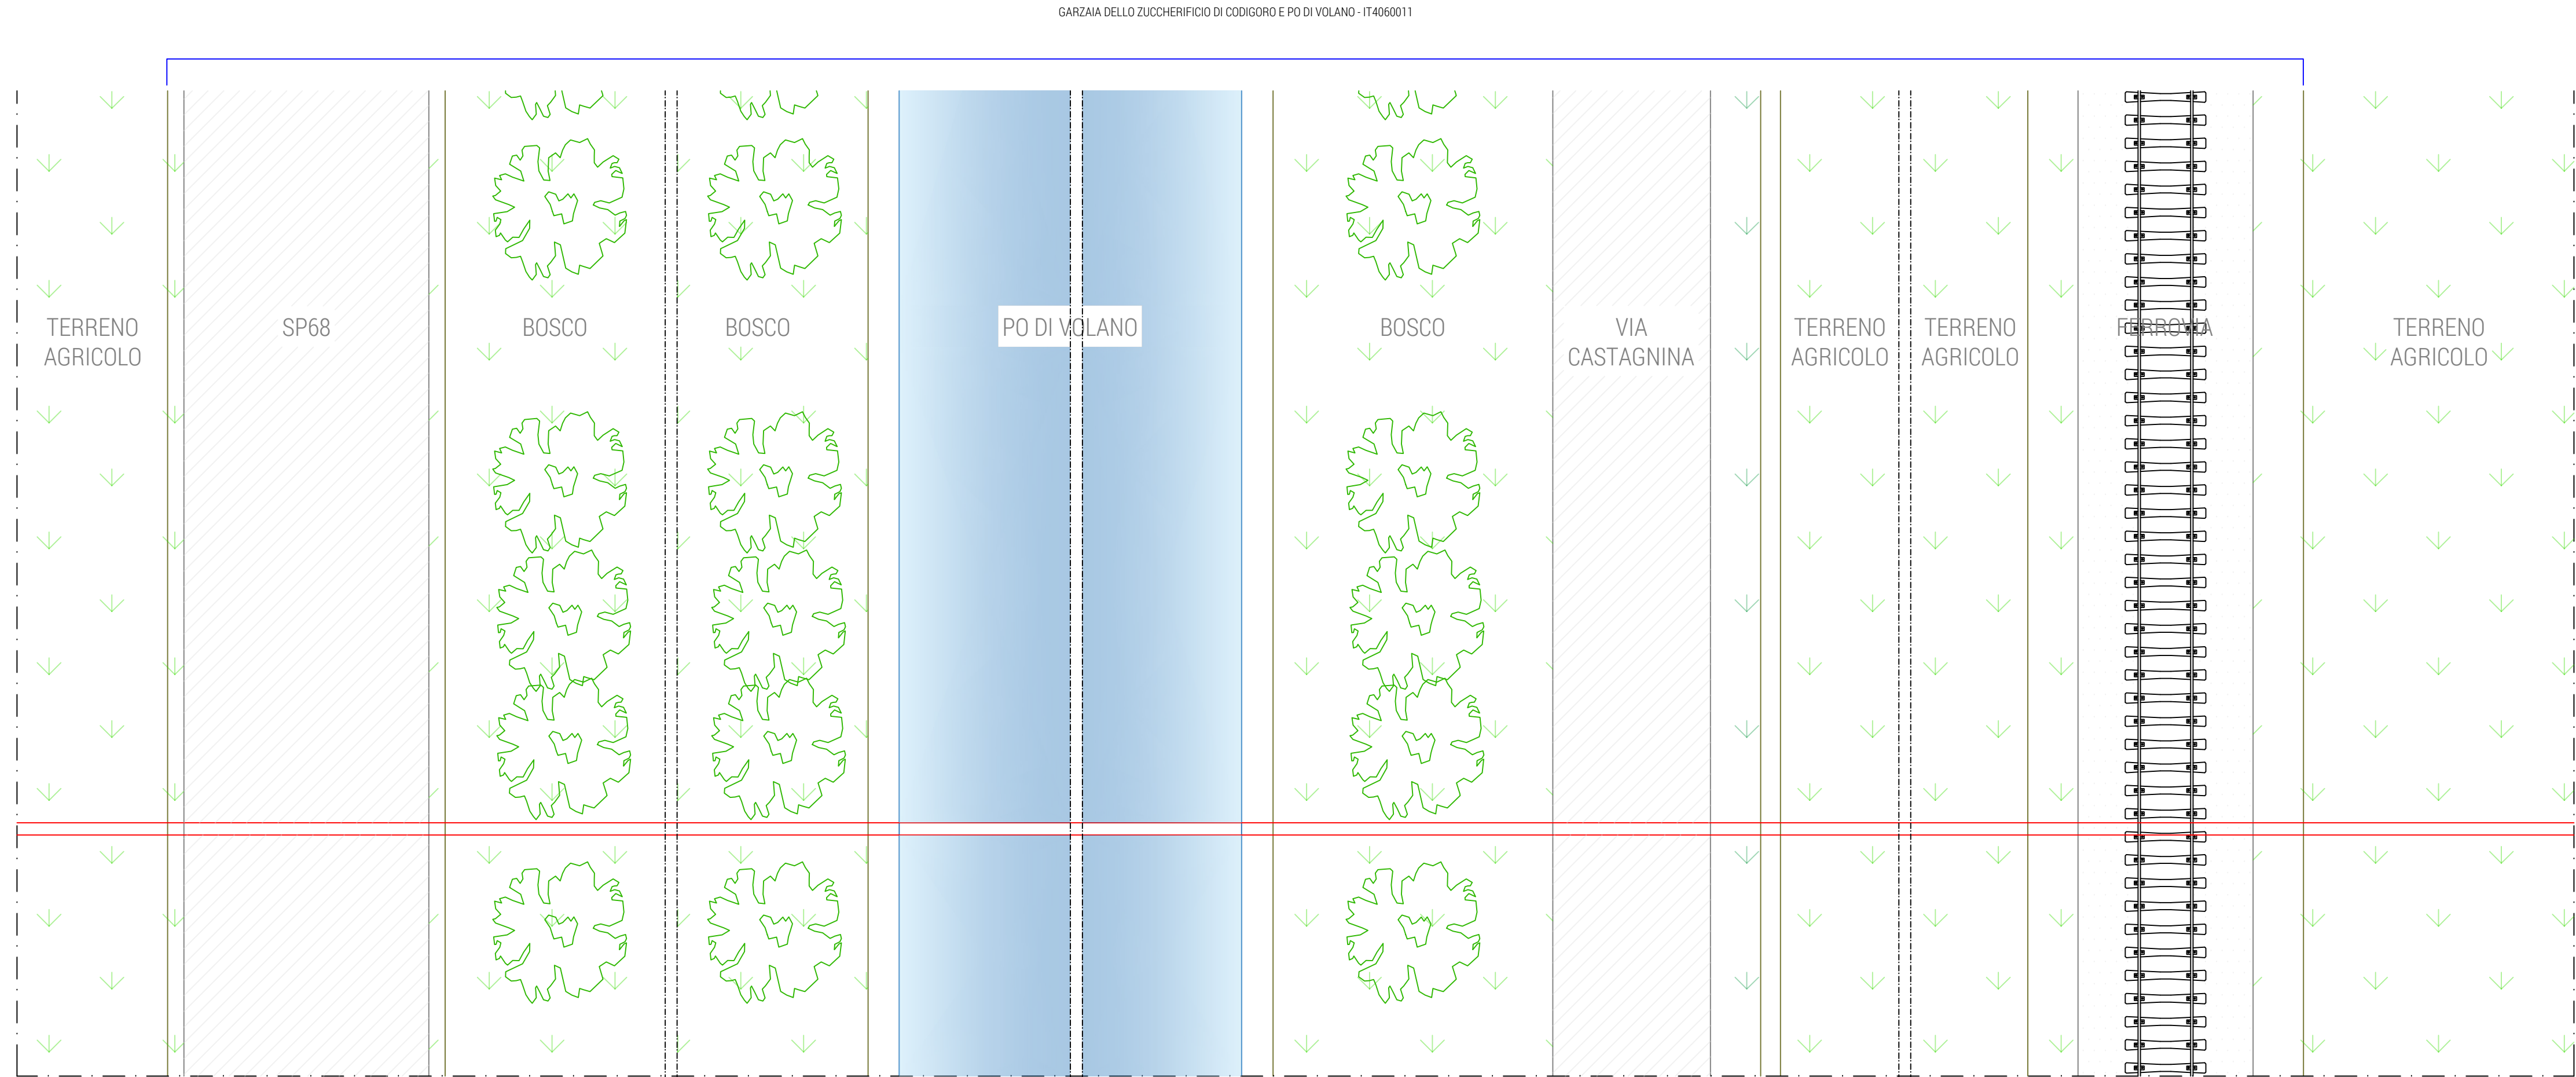 GARZAIA DELLO ZUCCHERIFICIO DI CODIGORO E PO DI VOLANO - IT4060011
TERRENO
AGRICOLO
SP68
BOSCO
BOSCO
PO DI VOLANO
BOSCO
VIA
CASTAGNINA
TERRENO
AGRICOLO
TERRENO
AGRICOLO
FERROVIA
TERRENO
AGRICOLO